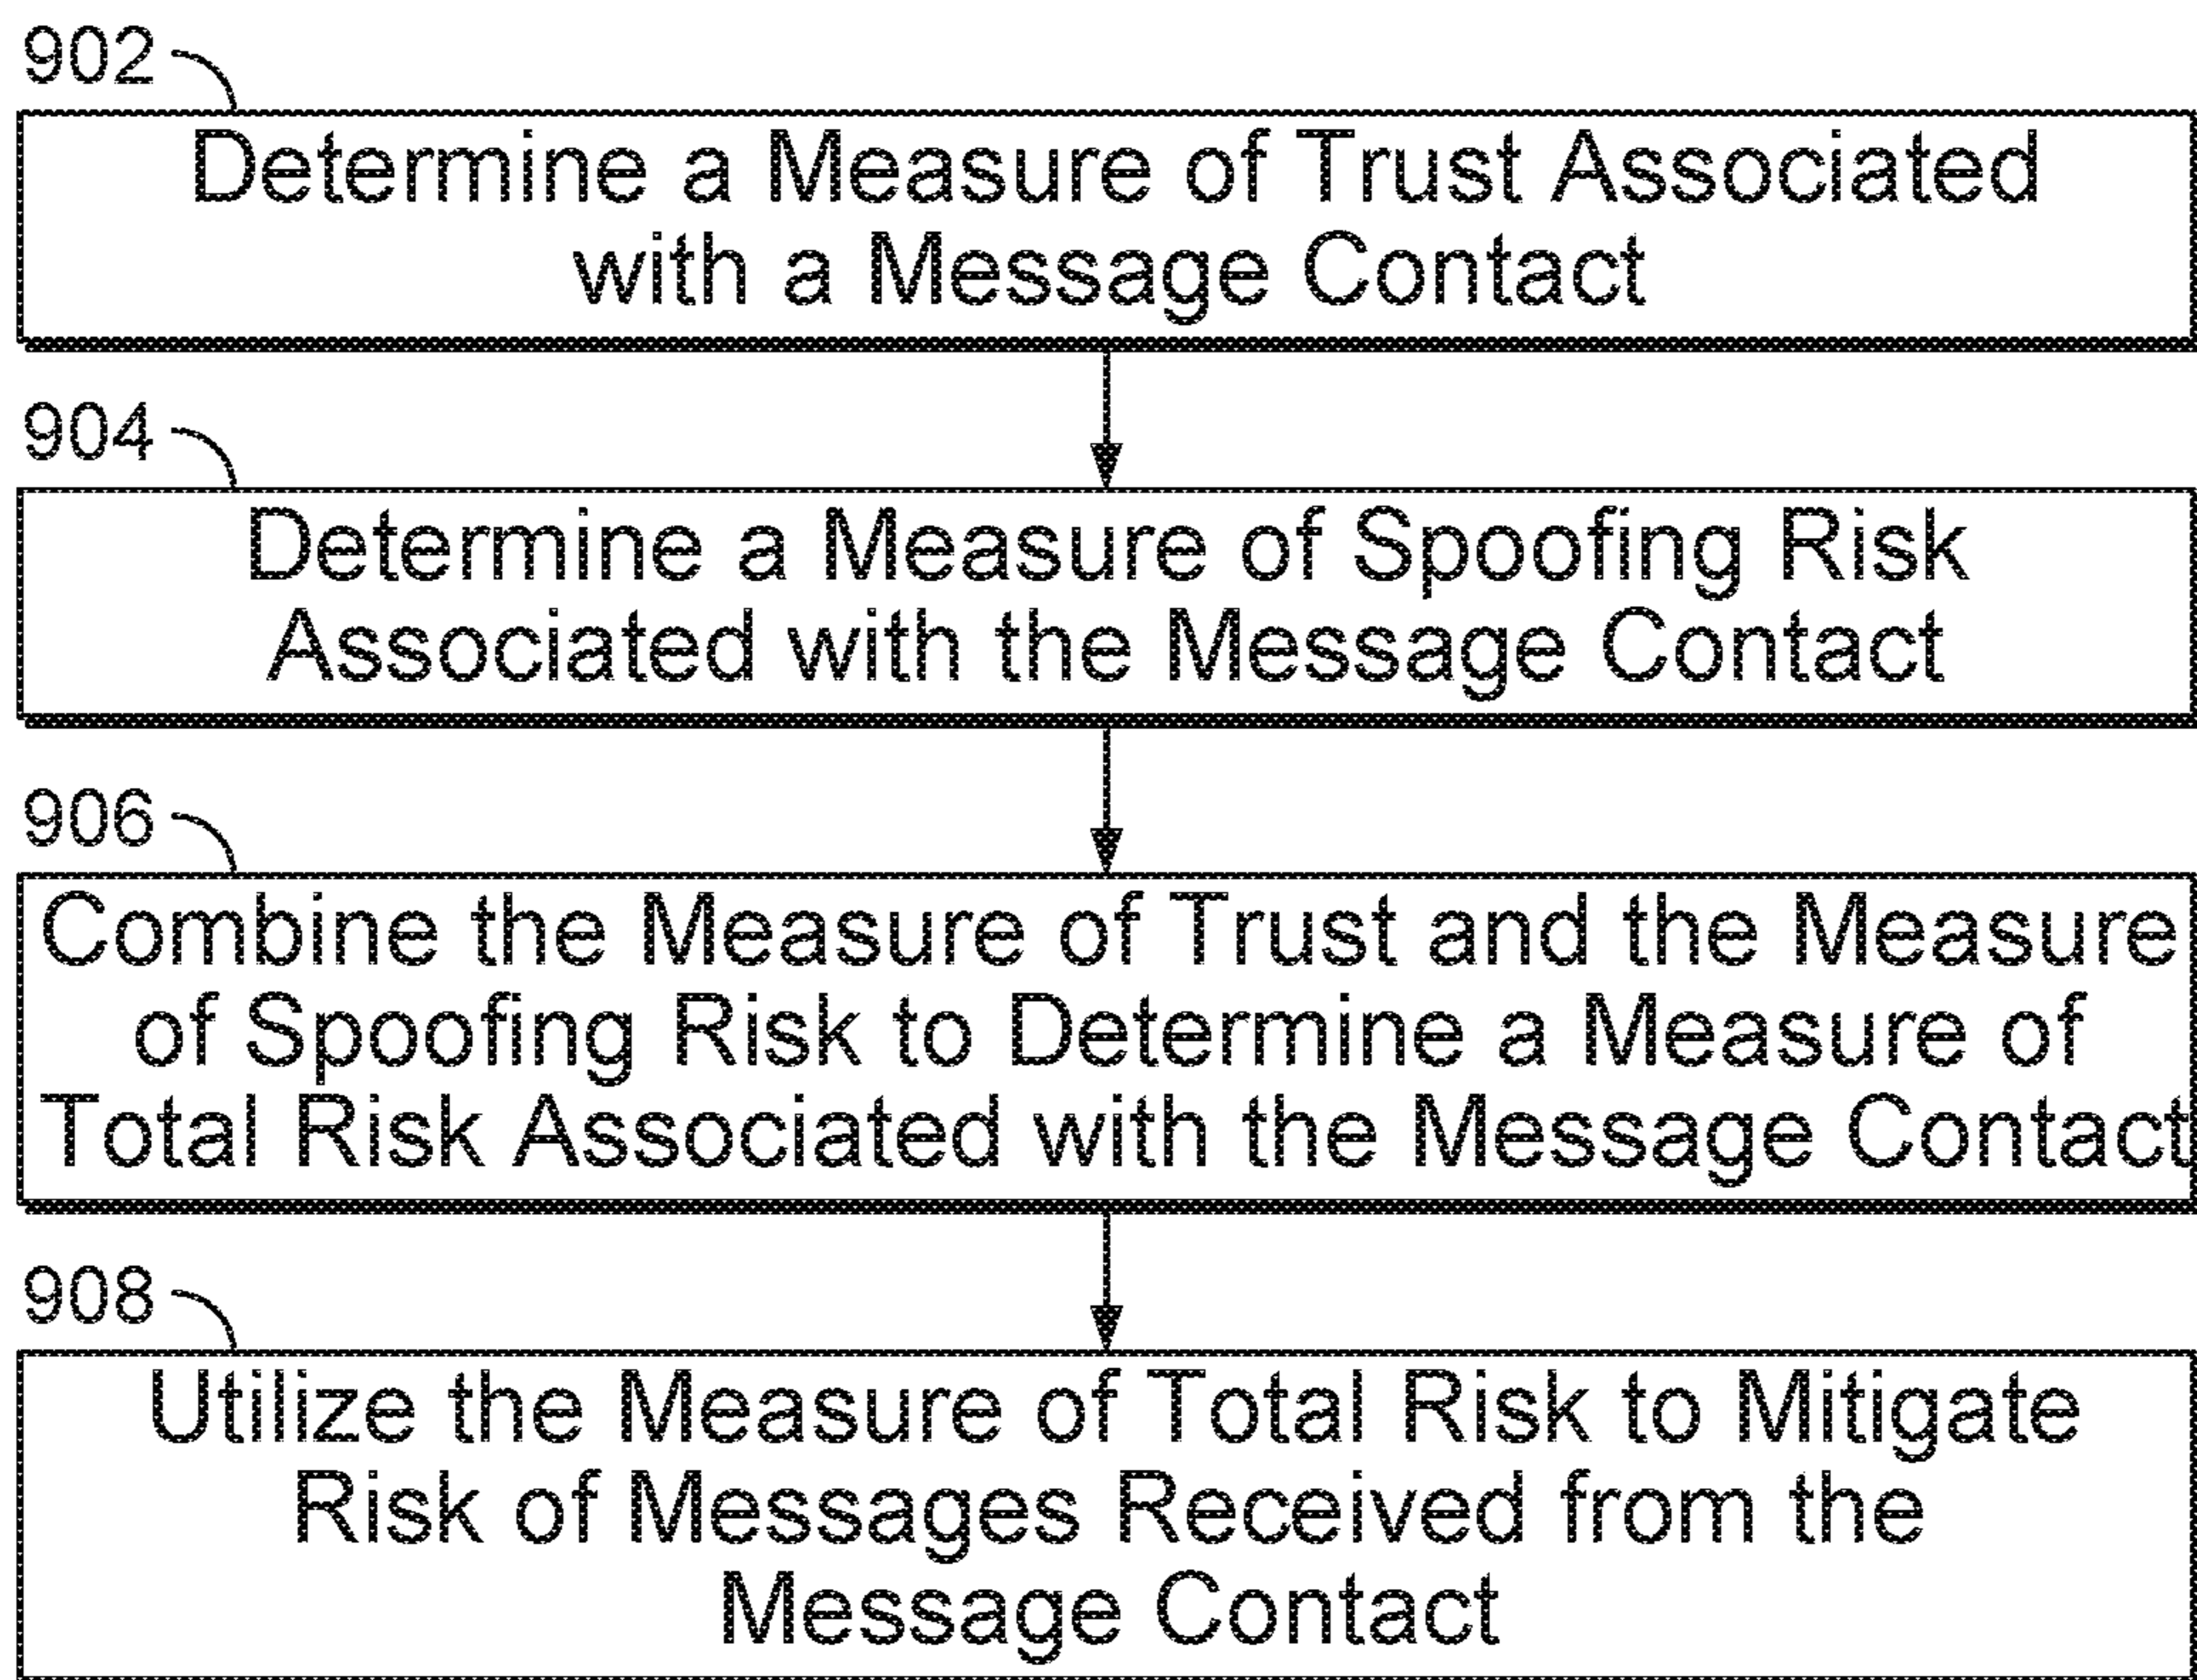 902
Determine a Measure of Trust Associated
with a Message Contact
904
Determine a Measure of Spoofing Risk
Associated with the Message Contact
906
Combine the Measure of Trust and the Measure
of Spoofing Risk to Determine a Measure of
Total Risk Associated with the Message Contact
908
Utilize the Measure of Total Risk to Mitigate
Risk of Messages Received from the
Message Contact